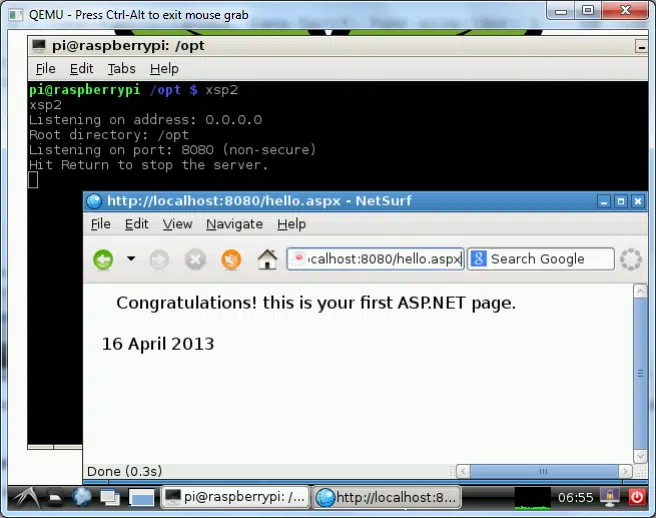 QEMU - Press Ctrl-Alt to exit mouse grab
pi@raspberrypi: /opt
File Edit Tabs Help
pi@raspberrypi /opt $ xsp2
xsp2
Listening on address: 0.0.0.0
Root directory: /opt
Listening on port: 8080 (non-secure)
Hit Return to stop the server.
http://localhost:8080/hello.aspx - NetSurf
File Edit View Navigate Help
calhost:8080/hello.aspx Search Google
Congratulations! this is your first ASP.NET page.
16 April 2013
Done (0.3s)
pi@raspberrypi: /... http://localhost:8... 06:55